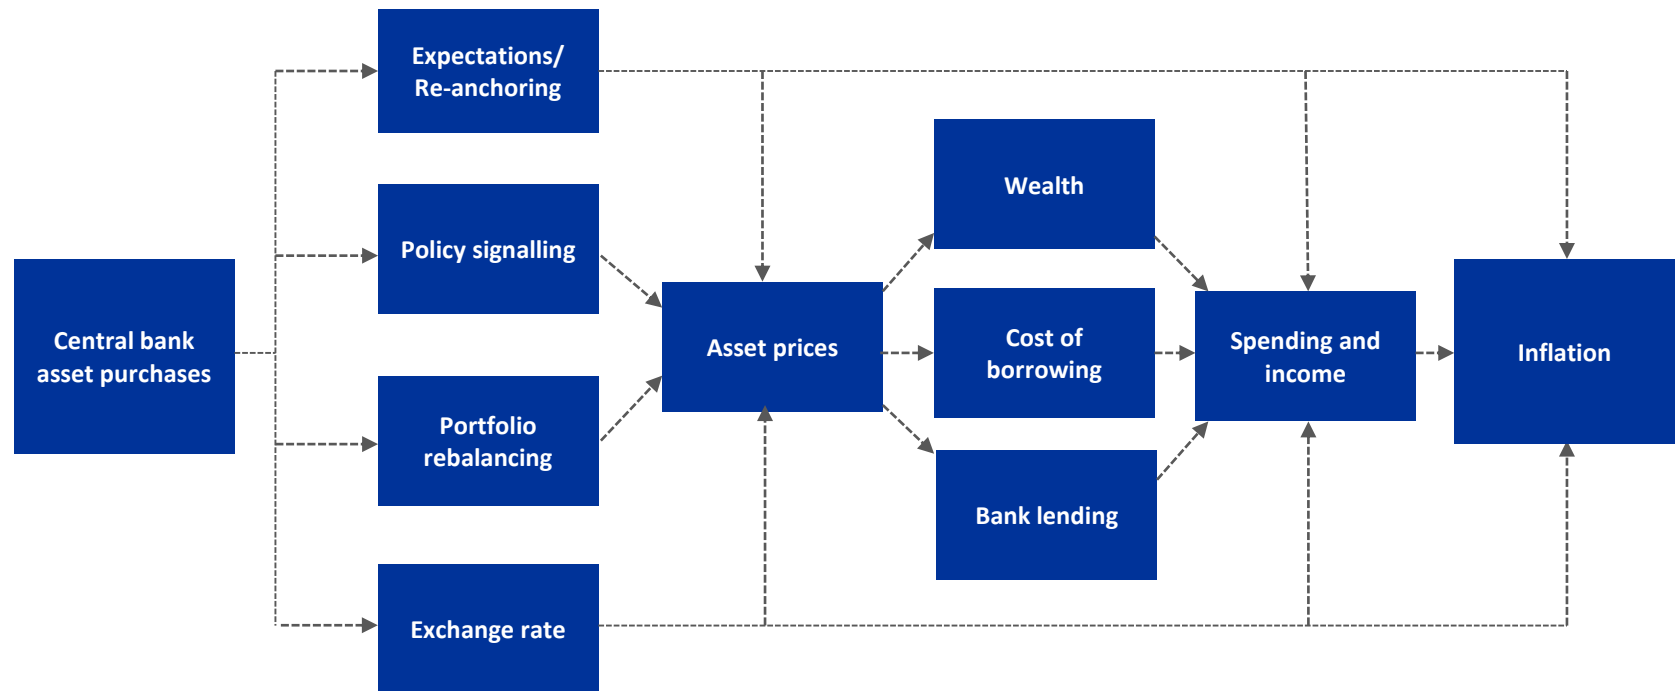 Expectations/
Re-anchoring
Wealth
Policy signalling
Central bank
asset purchases
Asset prices
Cost of
borrowing
Spending and
income
Inflation
Portfolio
rebalancing
Bank lending
Exchange rate